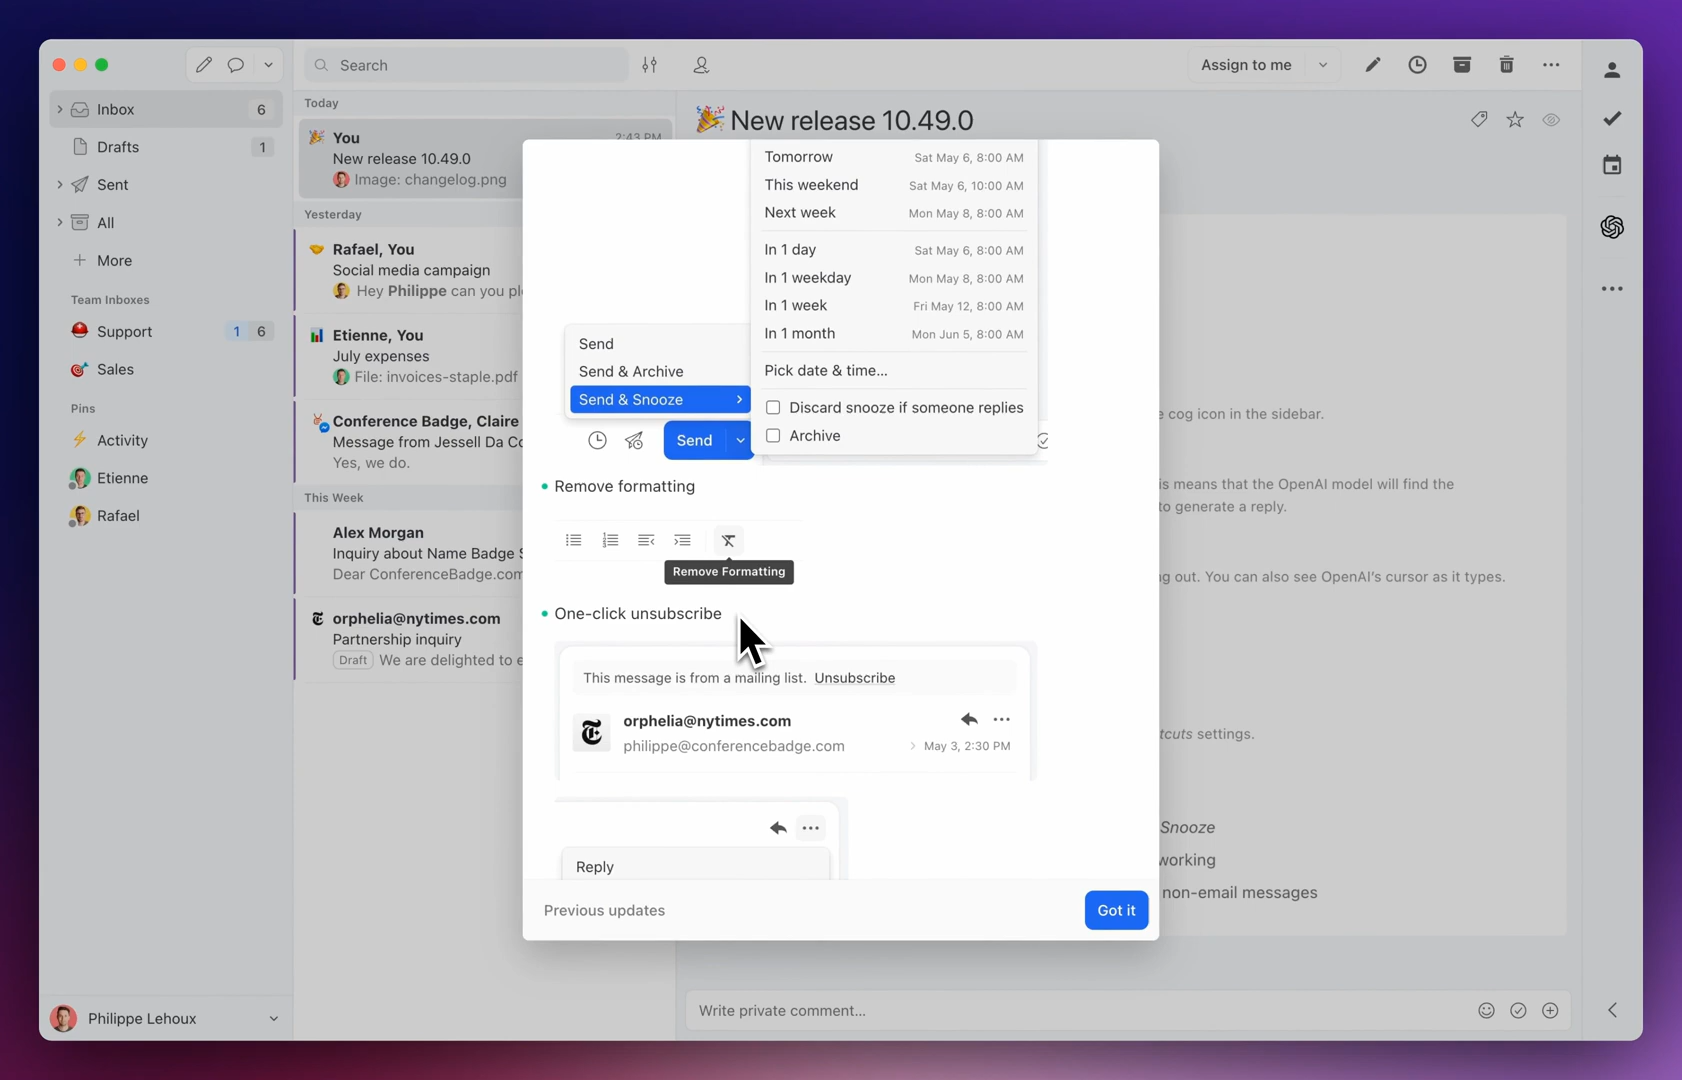 Search
Assign to me
Inbox 6
Drafts 1
Sent
All
More
Team Inboxes
Support 1 6
Sales
Pins
Activity
Etienne
Rafael
Philippe Lehoux
Today
You 2:43 PM
New release 10.49.0
Image: changelog.png
Yesterday
Rafael, You
Social media campaign
Hey Philippe can you
Etienne, You
July expenses
File: invoices-staple.pdf
Conference Badge, Claire
Message from Jessell Da
Yes, we do.
This Week
Alex Morgan
Inquiry about Name Badge
Dear ConferenceBadge.com
orphelia@nytimes.com
Partnership inquiry
Draft We are delighted to
New release 10.49.0
Tomorrow Sat May 6, 8:00 AM
This weekend Sat May 6, 10:00 AM
Next week Mon May 8, 8:00 AM
In 1 day Sat May 6, 8:00 AM
In 1 weekday Mon May 8, 8:00 AM
In 1 week Fri May 12, 8:00 AM
In 1 month Mon Jun 5, 8:00 AM
Pick date & time...
Discard snooze if someone replies
Archive
Send
Send & Archive
Send & Snooze
Send
Remove formatting
Remove Formatting
One-click unsubscribe
This message is from a mailing list. Unsubscribe
orphelia@nytimes.com
philippe@conferencebadge.com May 3, 2:30 PM
Reply
Previous updates
Got it
cog icon in the sidebar.
means that the OpenAI model will find the
to generate a reply.
out. You can also see OpenAI's cursor as it types.
settings.
Snooze
working
non-email messages
Write private comment...